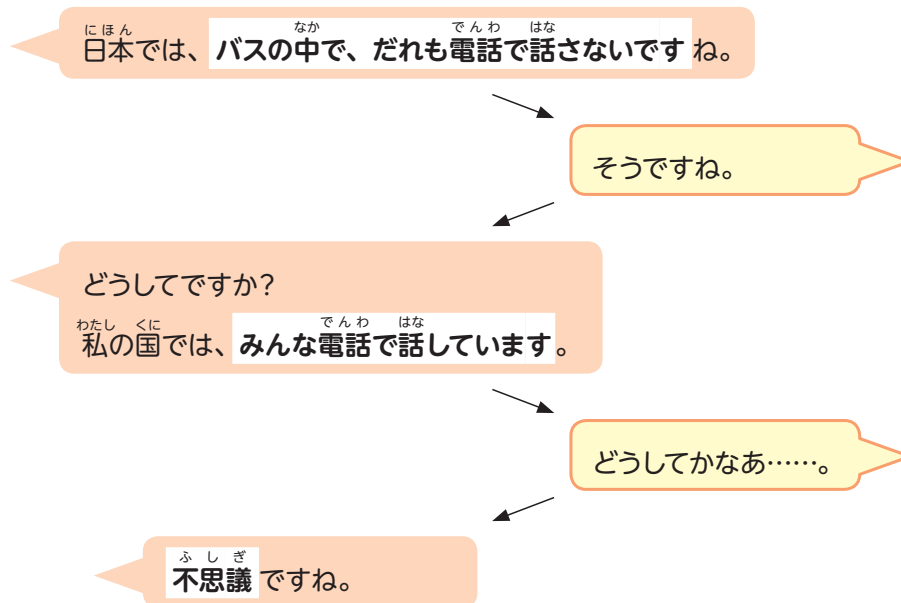 にほん なか でんわ はな
日本では、バスの中で、だれも電話で話さないですね。
そうですね。
どうしてですか?
わたし くに でんわ はな
私の国では、みんな電話で話しています。
どうしてかなあ……。
ふしぎ
不思議ですね。